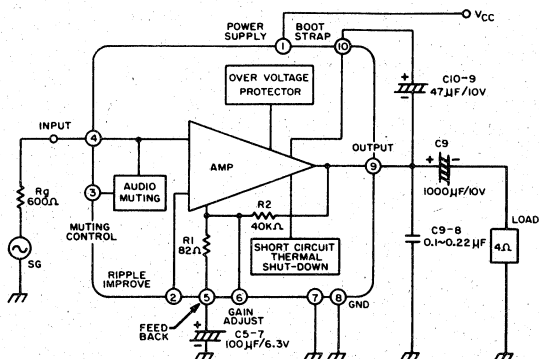 POWER SUPPLY
BOOT STRAP
VCC
1
10
OVER VOLTAGE PROTECTOR
+
C10-9
47µF/10V
−
INPUT
4
OUTPUT
AMP
9
+
C9
−
1000µF/10V
Rg
600Ω
3
AUDIO MUTING
MUTING CONTROL
R2
40KΩ
R1
82Ω
C9-8
0.1~0.22µF
LOAD
4Ω
SG
SHORT CIRCUIT THERMAL SHUT-DOWN
RIPPLE IMPROVE
2
5
6
7
8
GND
GAIN ADJUST
FEED BACK
+
C5-7
100µF/6.3V
−